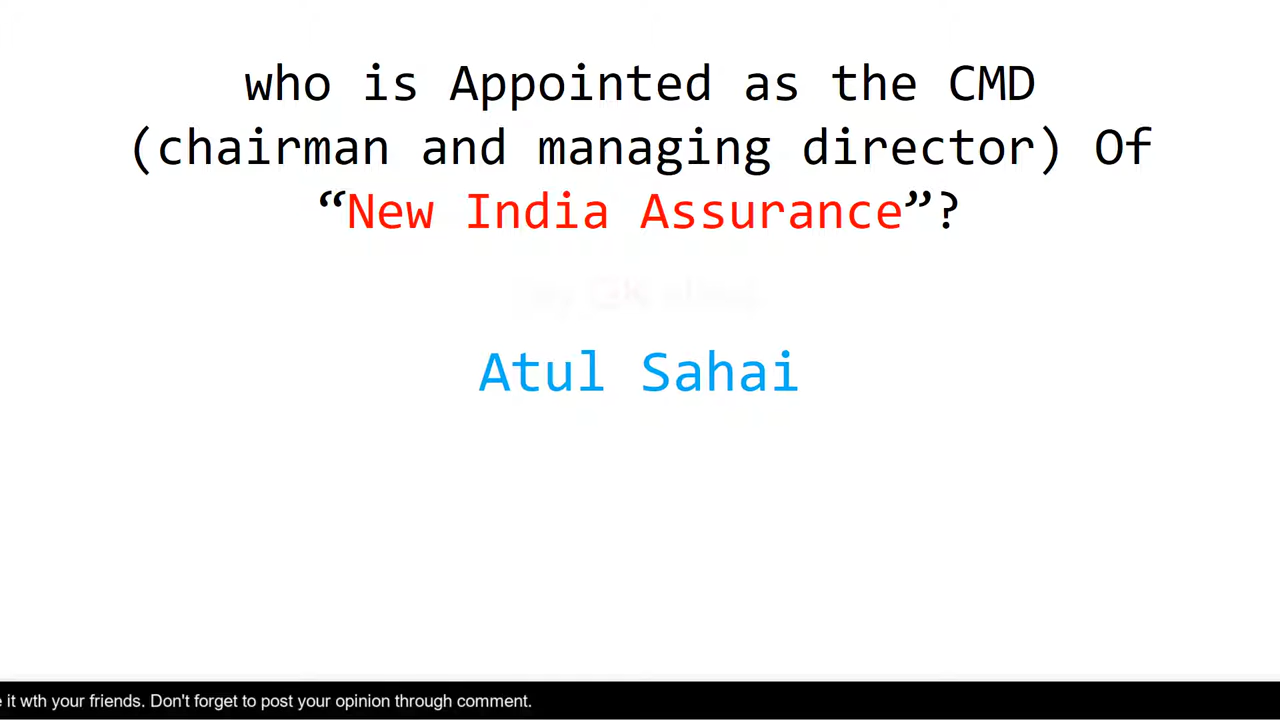 who is Appointed as the CMD
(chairman and managing director) Of
“New India Assurance”?
Atul Sahai
it wth your friends. Don't forget to post your opinion through comment.